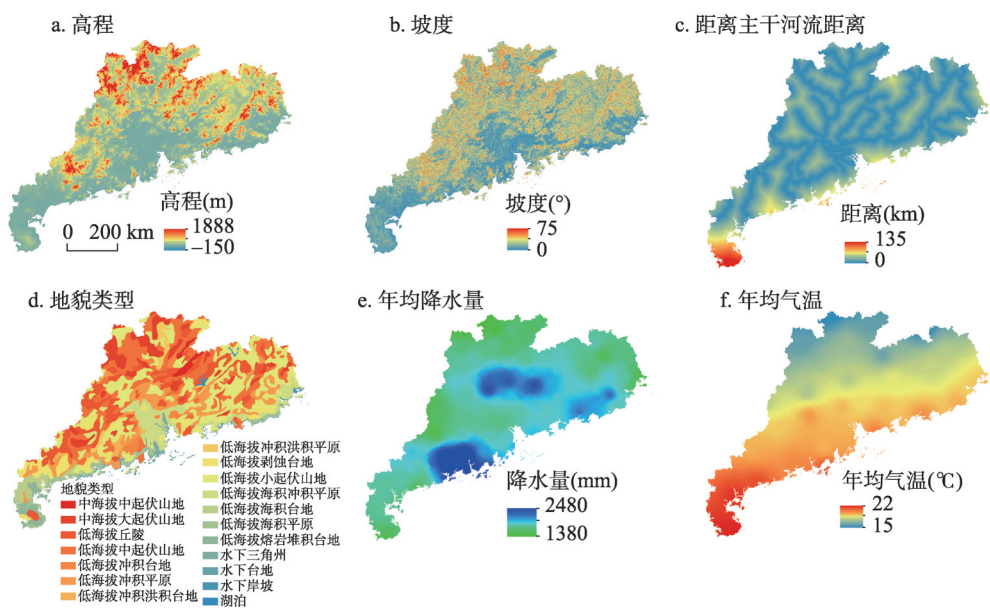 a. 高程
b. 坡度
c. 距离主干河流距离
高程(m)
1888
−150
0 200 km
坡度(°)
75
0
距离(km)
135
0
d. 地貌类型
e. 年均降水量
f. 年均气温
地貌类型
中海拔中起伏山地
中海拔大起伏山地
低海拔丘陵
低海拔中起伏山地
低海拔冲积台地
低海拔冲积平原
低海拔冲积洪积台地
低海拔冲积洪积平原
低海拔剥蚀台地
低海拔小起伏山地
低海拔海积冲积平原
低海拔海积台地
低海拔海积平原
低海拔熔岩堆积台地
水下三角州
水下台地
水下岸坡
湖泊
降水量(mm)
2480
1380
年均气温(℃)
22
15